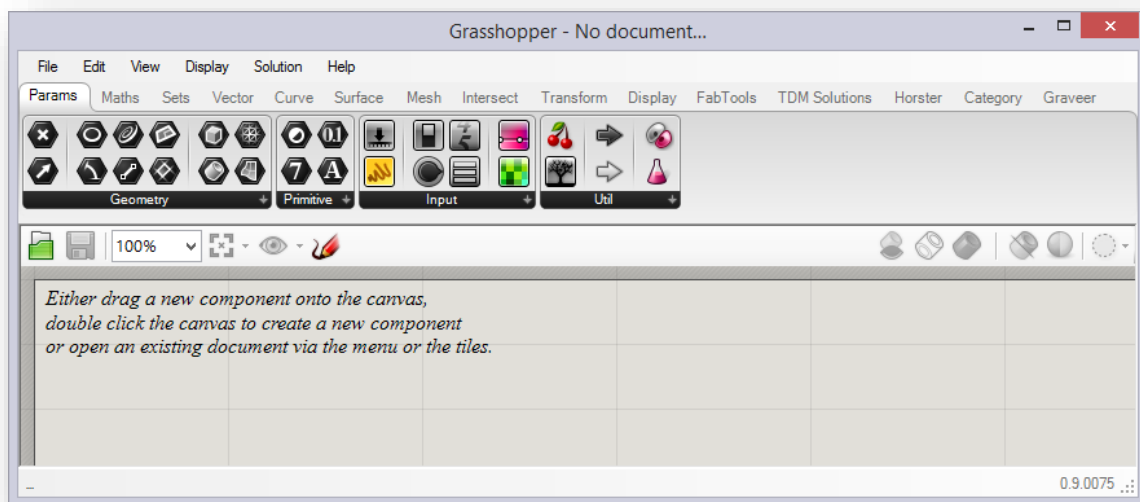 Grasshopper - No document...
File Edit View Display Solution Help
Params Maths Sets Vector Curve Surface Mesh Intersect Transform Display FabTools TDM Solutions Horster Category Graveer
0.1
7 A
Geometry Primitive Input Util
100%
Either drag a new component onto the canvas,
double click the canvas to create a new component
or open an existing document via the menu or the tiles.
0.9.0075